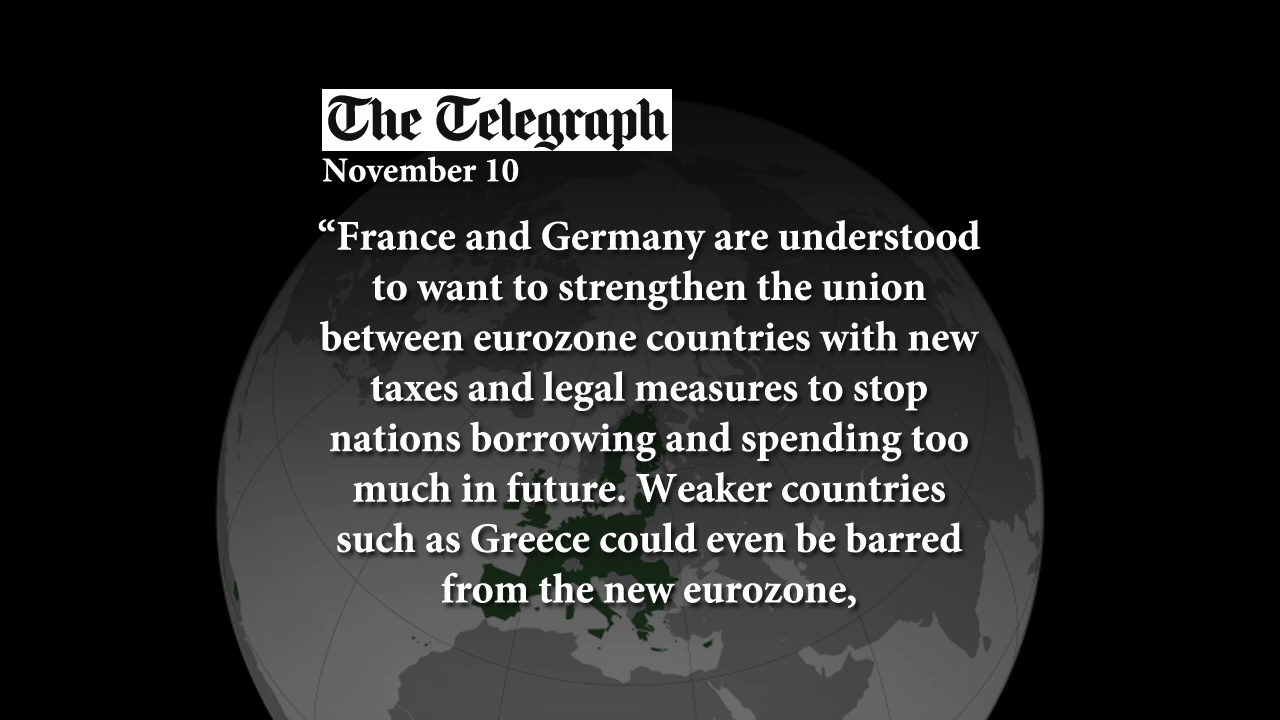 The Telegraph
November 10
“France and Germany are understood
to want to strengthen the union
between eurozone countries with new
taxes and legal measures to stop
nations borrowing and spending too
much in future. Weaker countries
such as Greece could even be barred
from the new eurozone,